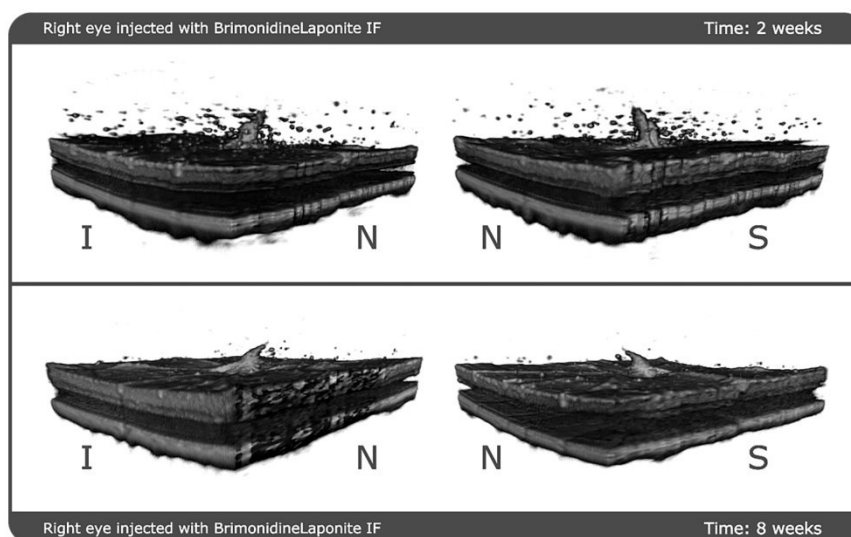 Right eye injected with BrimonidineLaponite IF Time: 2 weeks
I N N S
I N N S
Right eye injected with BrimonidineLaponite IF Time: 8 weeks